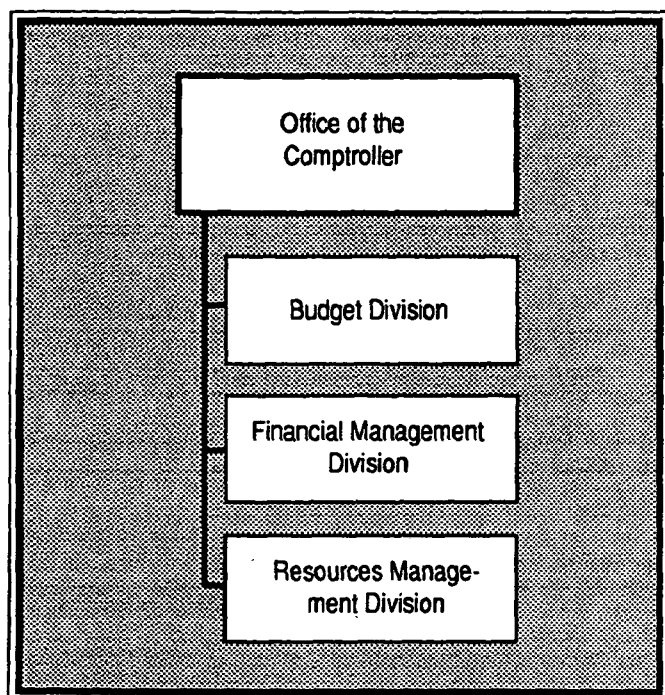 Office of the
Comptroller
Budget Division
Financial Management
Division
Resources Manage-
ment Division